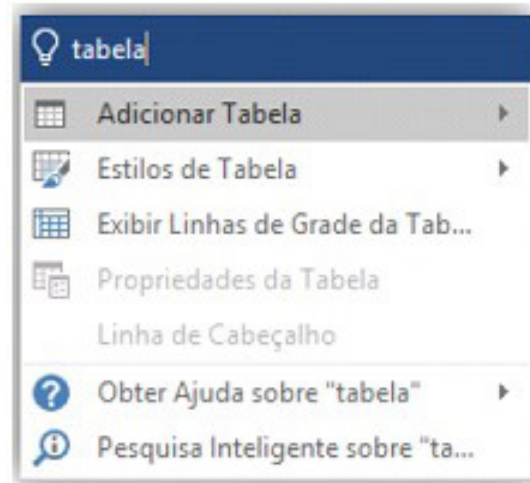 tabela
Adicionar Tabela
Estilos de Tabela
Exibir Linhas de Grade da Tab...
Propriedades da Tabela
Linha de Cabeçalho
Obter Ajuda sobre "tabela"
Pesquisa Inteligente sobre "ta...